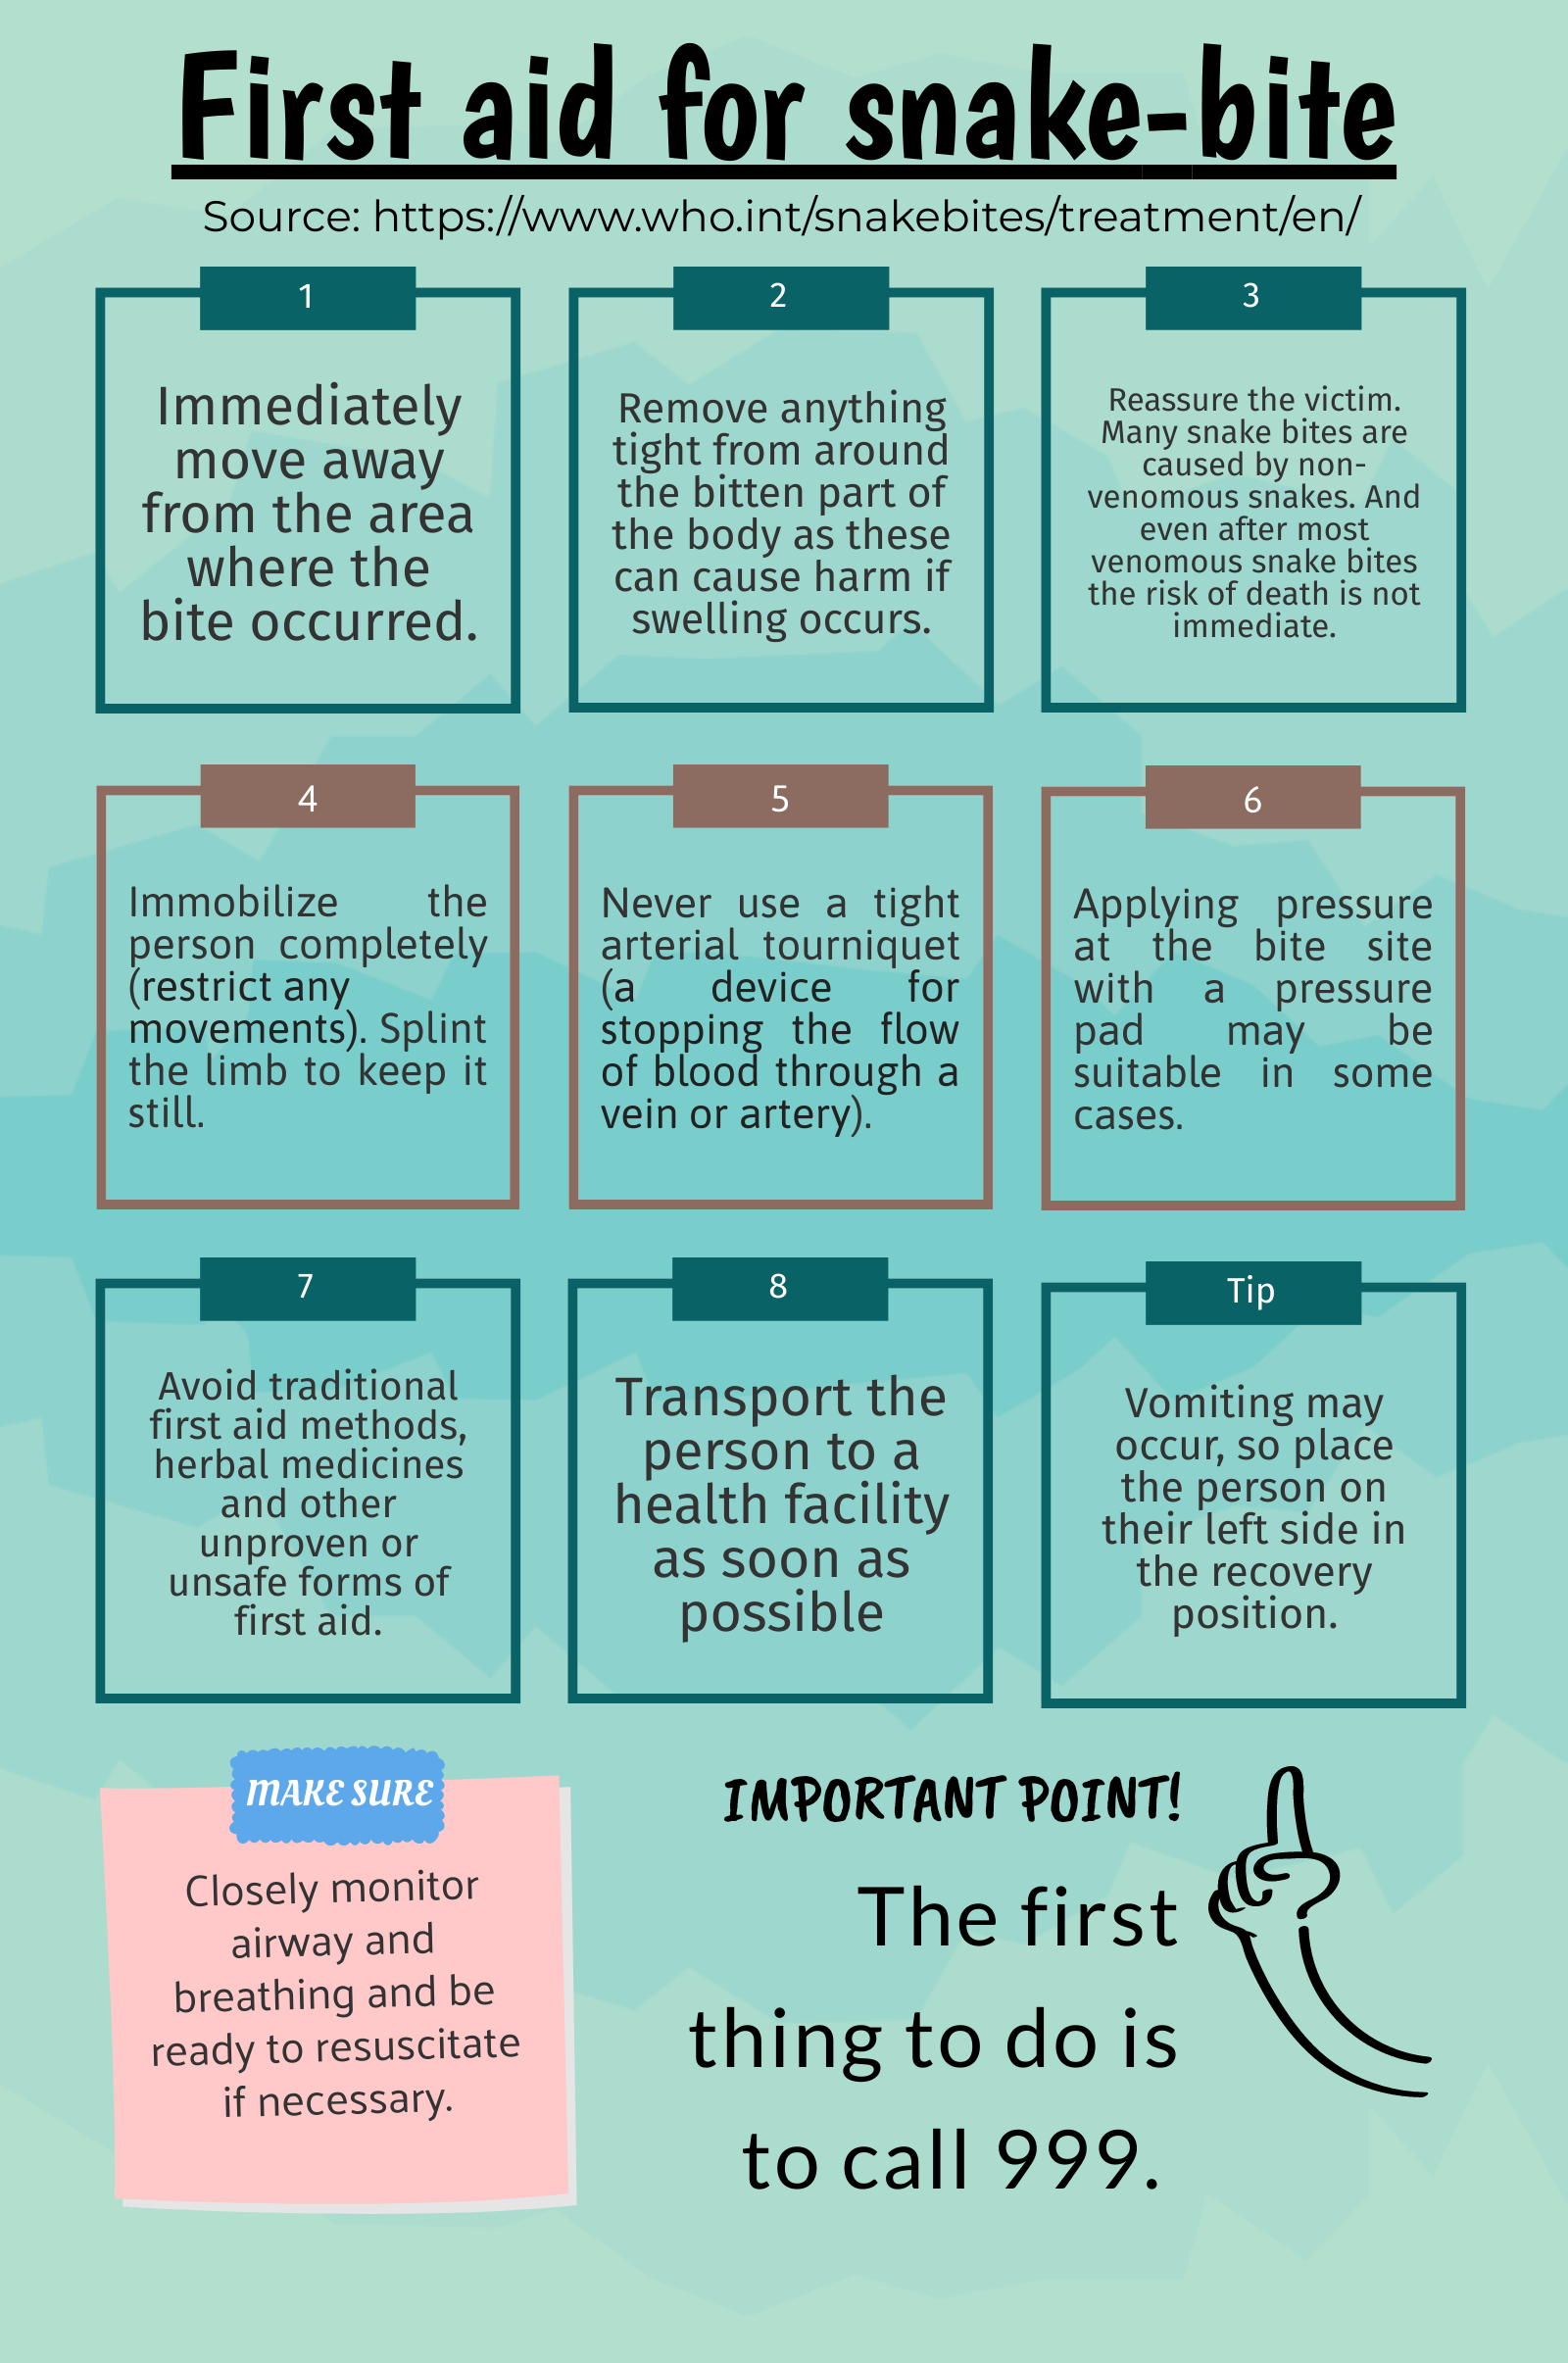 First aid for snake-bite
Source: https://www.who.int/snakebites/treatment/en/
1
Immediately
move away
from the area
where the
bite occurred.
2
Remove anything
tight from around
the bitten part of
the body as these
can cause harm if
swelling occurs.
3
Reassure the victim.
Many snake bites are
caused by non-
venomous snakes. And
even after most
venomous snake bites
the risk of death is not
immediate.
4
Immobilize the
person completely
(restrict any
movements). Splint
the limb to keep it
still.
5
Never use a tight
arterial tourniquet
(a device for
stopping the flow
of blood through a
vein or artery).
6
Applying pressure
at the bite site
with a pressure
pad may be
suitable in some
cases.
7
Avoid traditional
first aid methods,
herbal medicines
and other
unproven or
unsafe forms of
first aid.
8
Transport the
person to a
health facility
as soon as
possible
Tip
Vomiting may
occur, so place
the person on
their left side in
the recovery
position.
MAKE SURE
Closely monitor
airway and
breathing and be
ready to resuscitate
if necessary.
IMPORTANT POINT!
The first
thing to do is
to call 999.